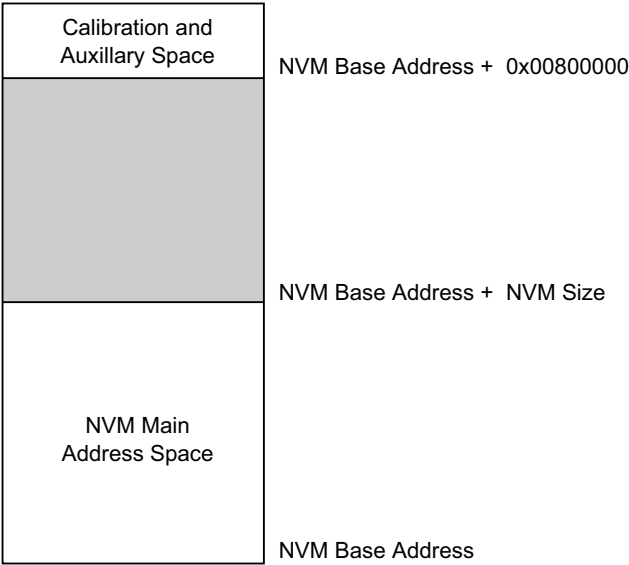 Calibration and
Auxillary Space
NVM Base Address + 0x00800000
NVM Base Address + NVM Size
NVM Main
Address Space
NVM Base Address